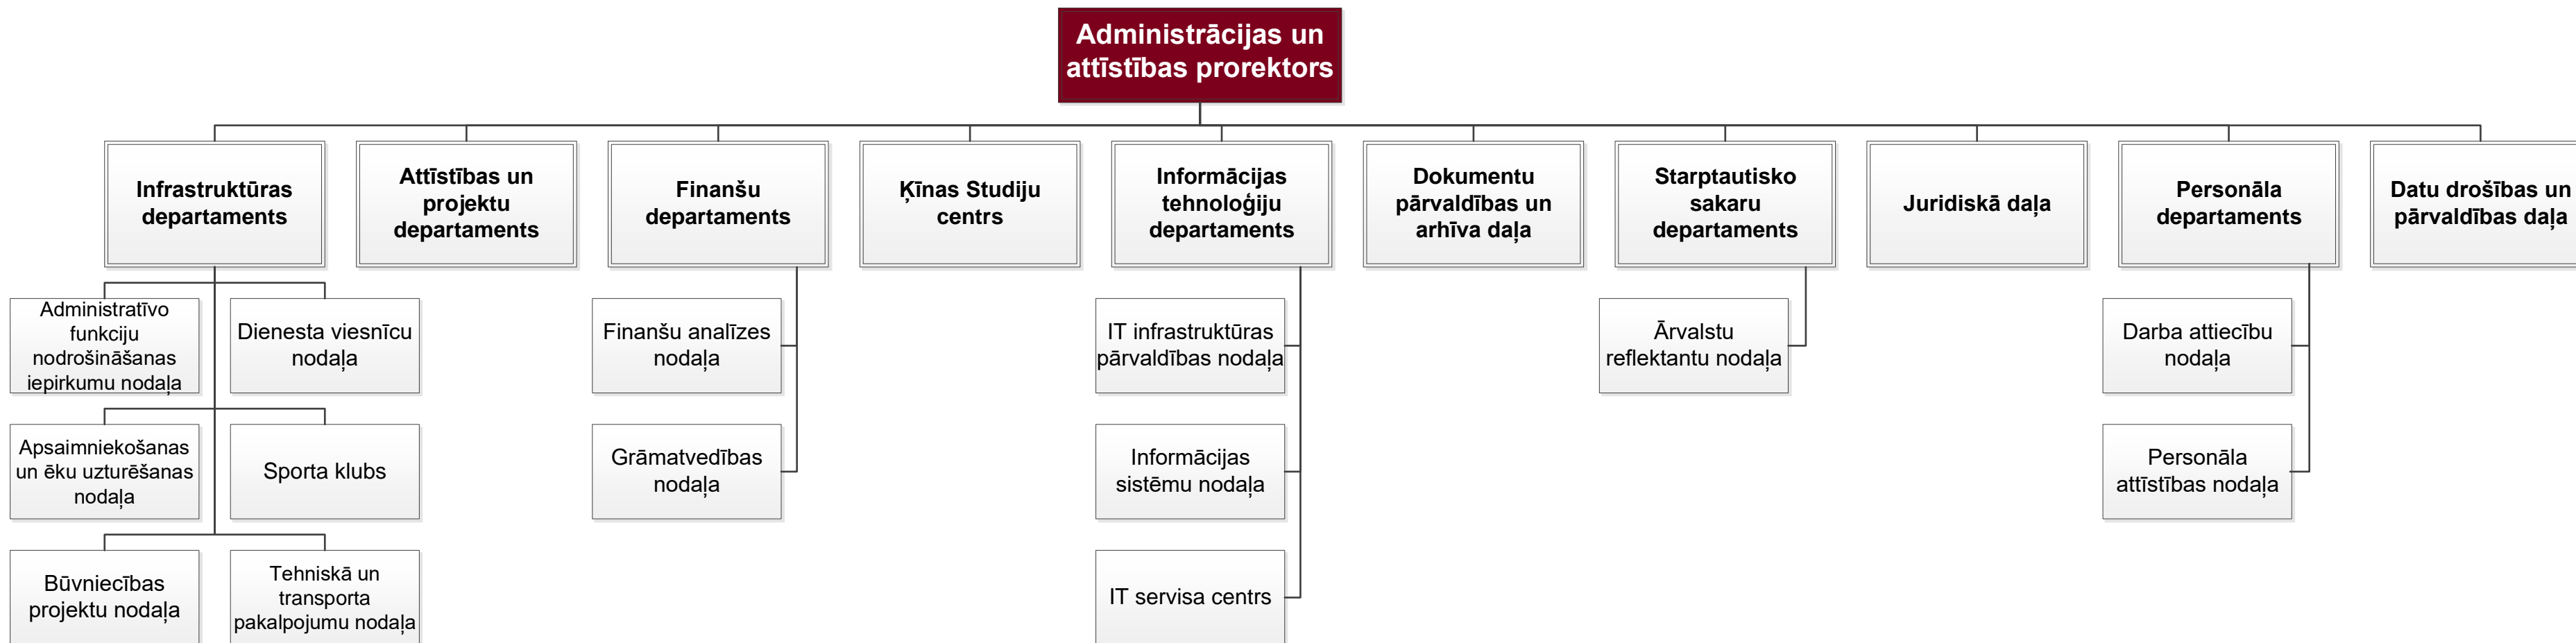 Administrācijas un
attīstības prorektors
Infrastruktūras
departaments
Attīstības un
projektu
departaments
Finanšu
departaments
Ķīnas Studiju
centrs
Informācijas
tehnoloģiju
departaments
Dokumentu
pārvaldības un
arhīva daļa
Starptautisko
sakaru
departaments
Juridiskā daļa
Personāla
departaments
Datu drošības un
pārvaldības daļa
Administratīvo
funkciju
nodrošināšanas
iepirkumu nodaļa
Dienesta viesnīcu
nodaļa
Apsaimniekošanas
un ēku uzturēšanas
nodaļa
Sporta klubs
Būvniecības
projektu nodaļa
Tehniskā un
transporta
pakalpojumu nodaļa
Finanšu analīzes
nodaļa
Grāmatvedības
nodaļa
IT infrastruktūras
pārvaldības nodaļa
Informācijas
sistēmu nodaļa
IT servisa centrs
Ārvalstu
reflektantu nodaļa
Darba attiecību
nodaļa
Personāla
attīstības nodaļa